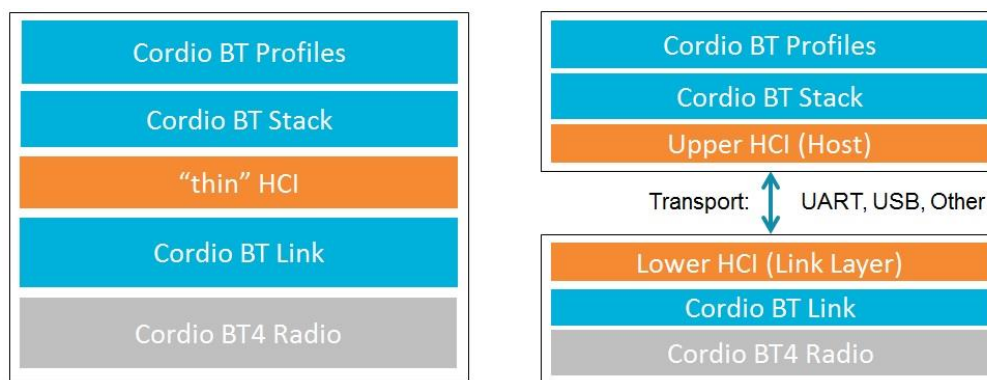 Cordio BT Profiles
Cordio BT Stack
“thin” HCI
Cordio BT Link
Cordio BT4 Radio
Cordio BT Profiles
Cordio BT Stack
Upper HCI (Host)
Transport: UART, USB, Other
Lower HCI (Link Layer)
Cordio BT Link
Cordio BT4 Radio